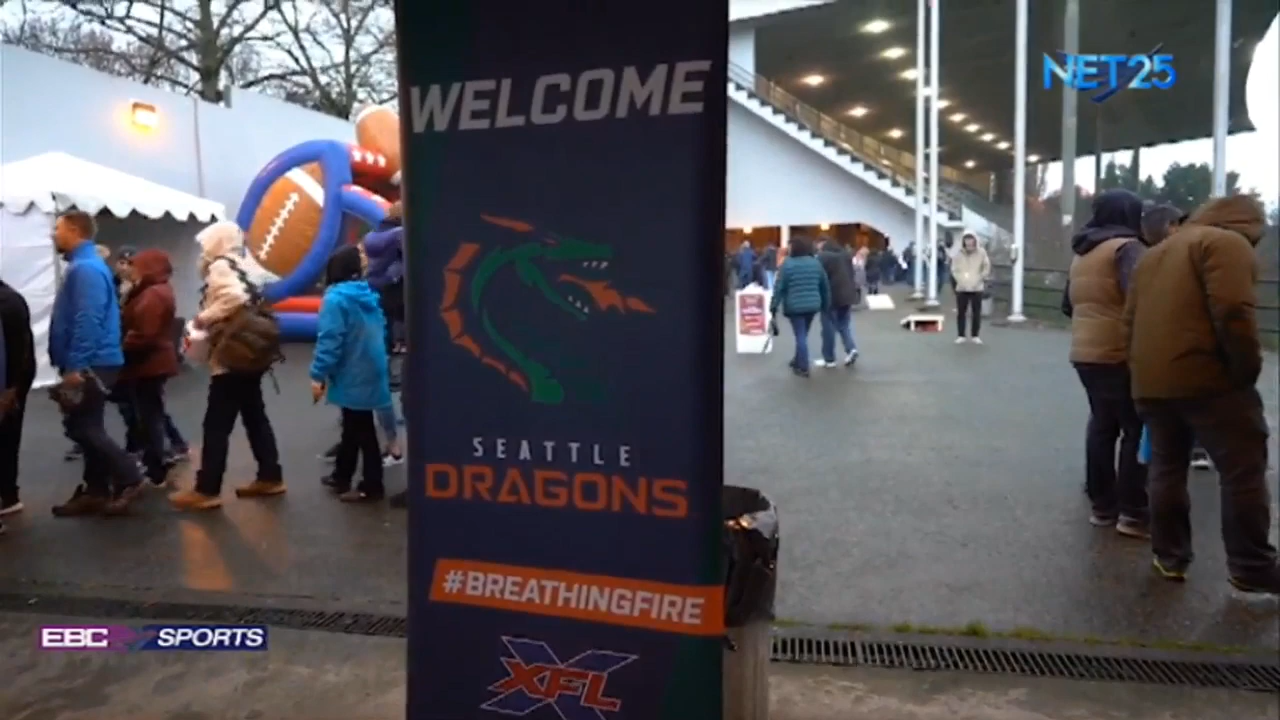 WELCOME
NET25
SEATTLE
DRAGONS
#BREATHINGFIRE
EBC SPORTS
XFL